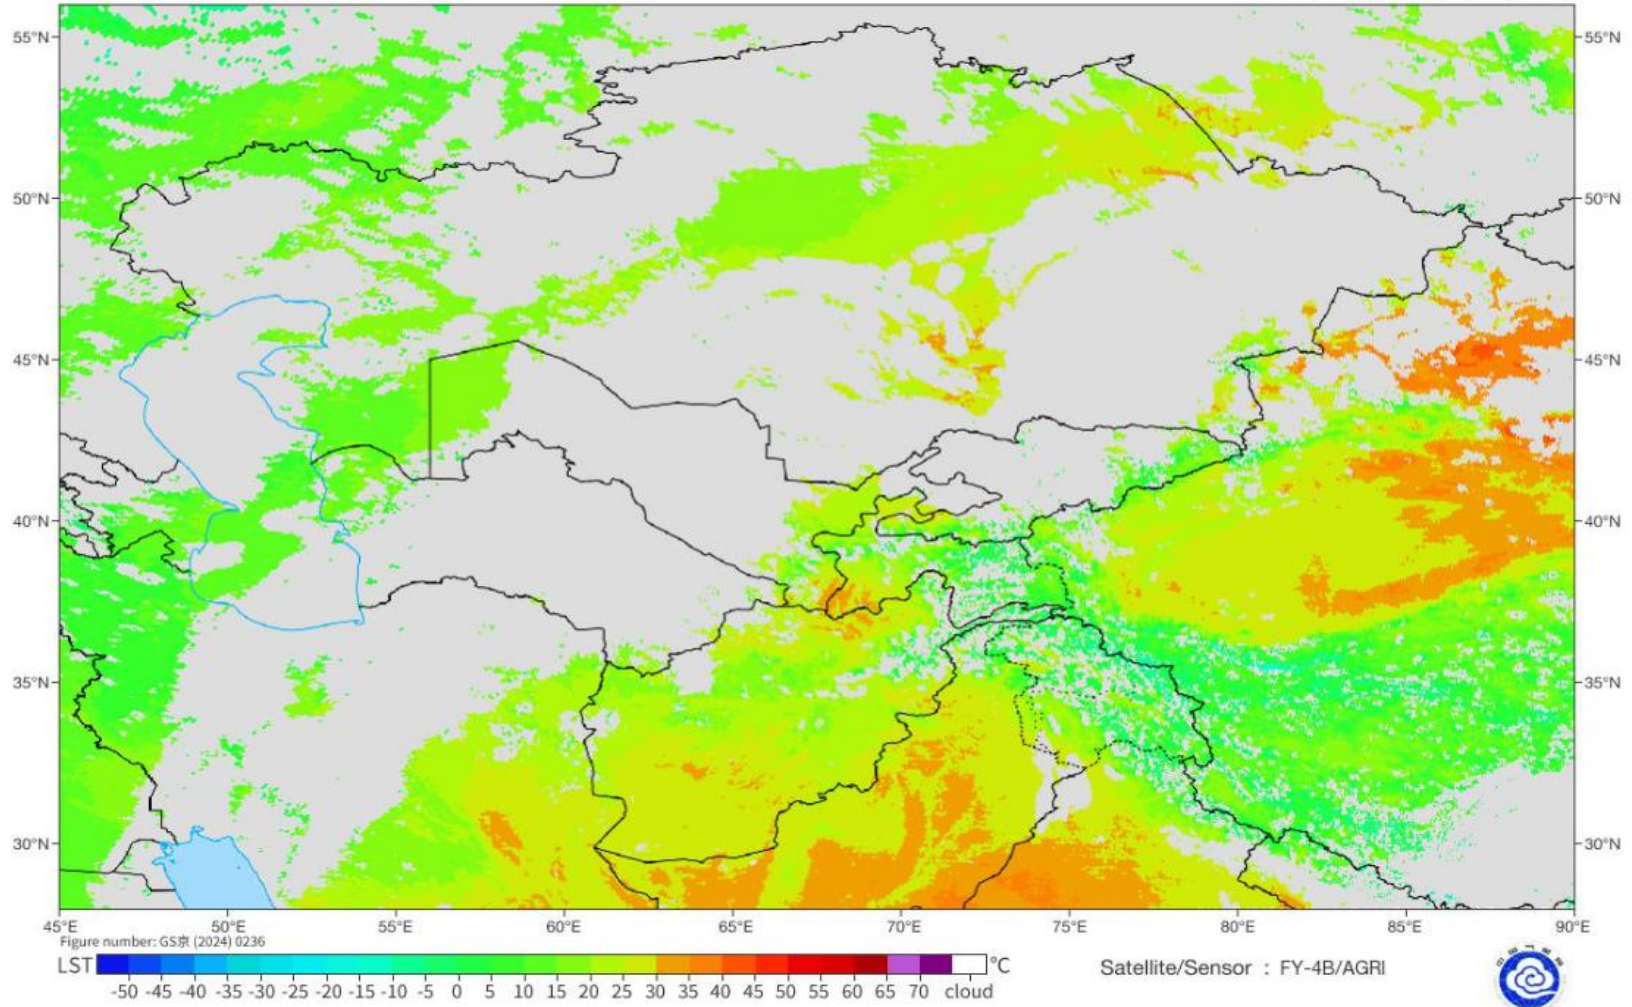 55°N 55°N
50°N 50°N
45°N 45°N
40°N 40°N
35°N 35°N
30°N 30°N
45°E 50°E 55°E 60°E 65°E 70°E 75°E 80°E 85°E 90°E
Figure number: GS京 (2024) 0236
LST °C
-50 -45 -40 -35 -30 -25 -20 -15 -10 -5 0 5 10 15 20 25 30 35 40 45 50 55 60 65 70 cloud
Satellite/Sensor : FY-4B/AGRI